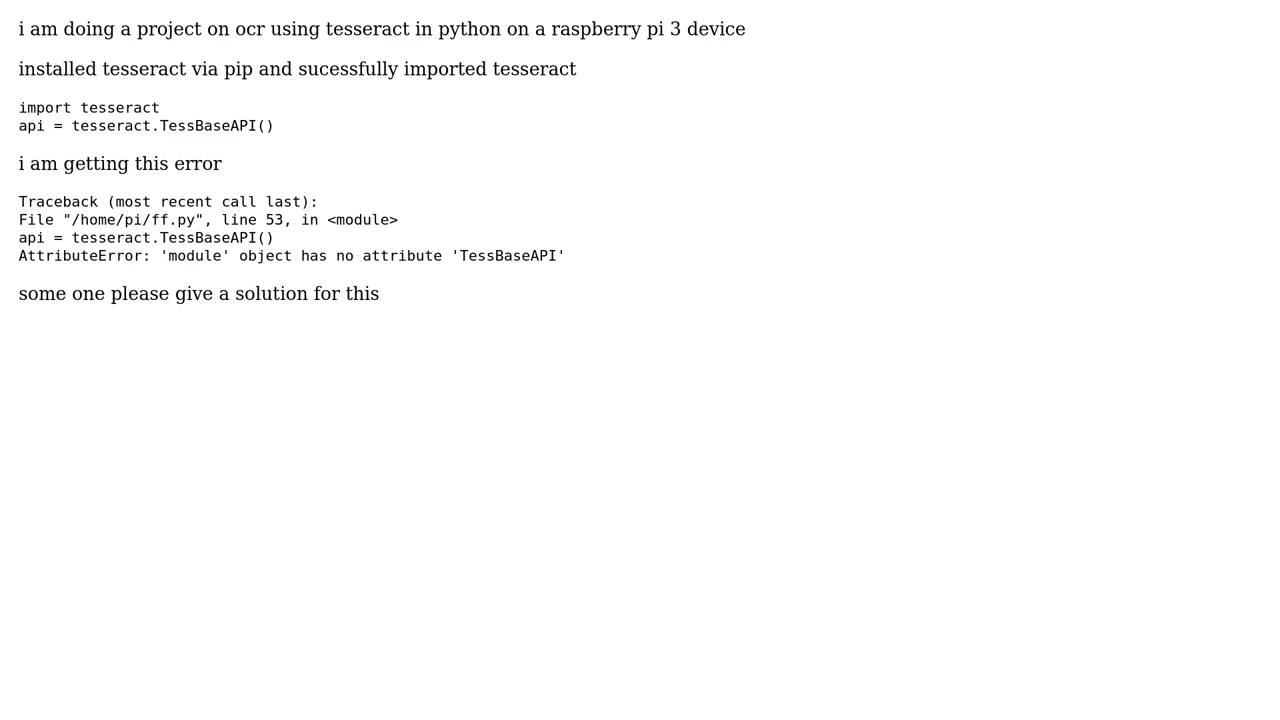 i am doing a project on ocr using tesseract in python on a raspberry pi 3 device
installed tesseract via pip and sucessfully imported tesseract
import tesseract
api = tesseract.TessBaseAPI()
i am getting this error
Traceback (most recent call last):
File "/home/pi/ff.py", line 53, in <module>
api = tesseract.TessBaseAPI()
AttributeError: 'module' object has no attribute 'TessBaseAPI'
some one please give a solution for this